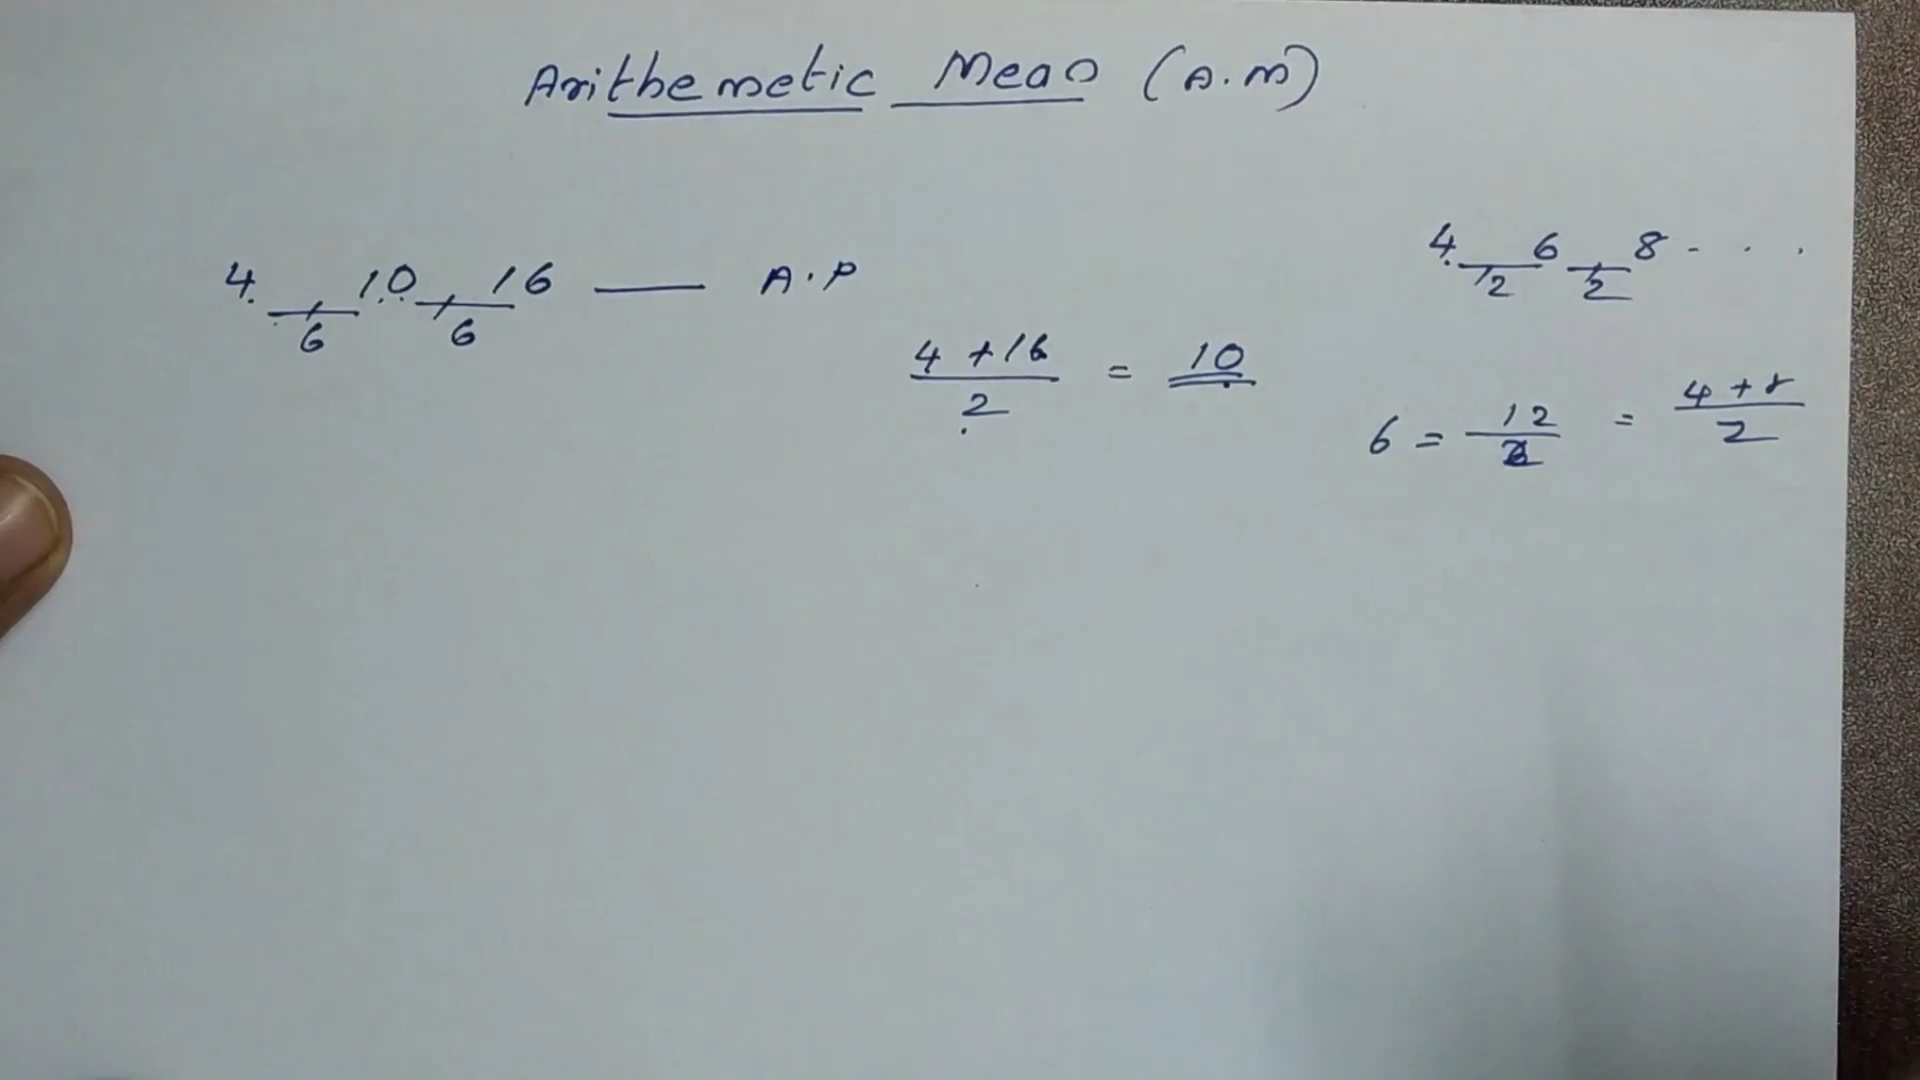 Arithemetic Mean (A.M)
4, 10, 16 —— A.P
6 6
4 + 16 / 2 = 10
4, 6 8 - . .
2 2
6 = 12 / 2 = 4 + 8 / 2